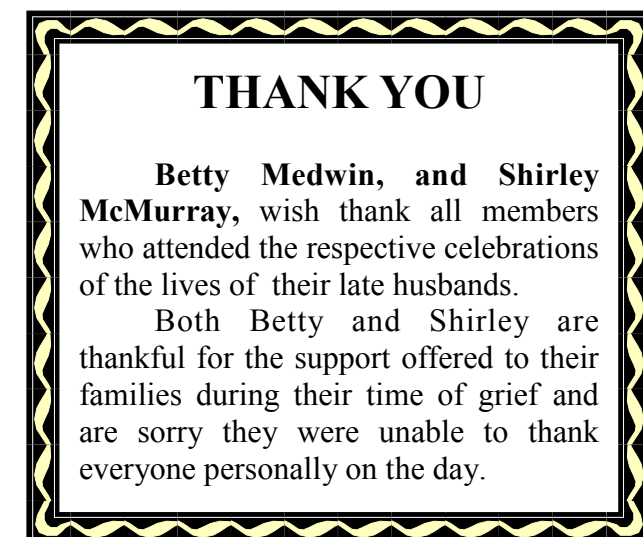 THANK YOU
Betty Medwin, and Shirley
McMurray, wish thank all members
who attended the respective celebrations
of the lives of  their late husbands.
Both Betty and Shirley are
thankful for the support offered to their
families during their time of grief and
are sorry they were unable to thank
everyone personally on the day.